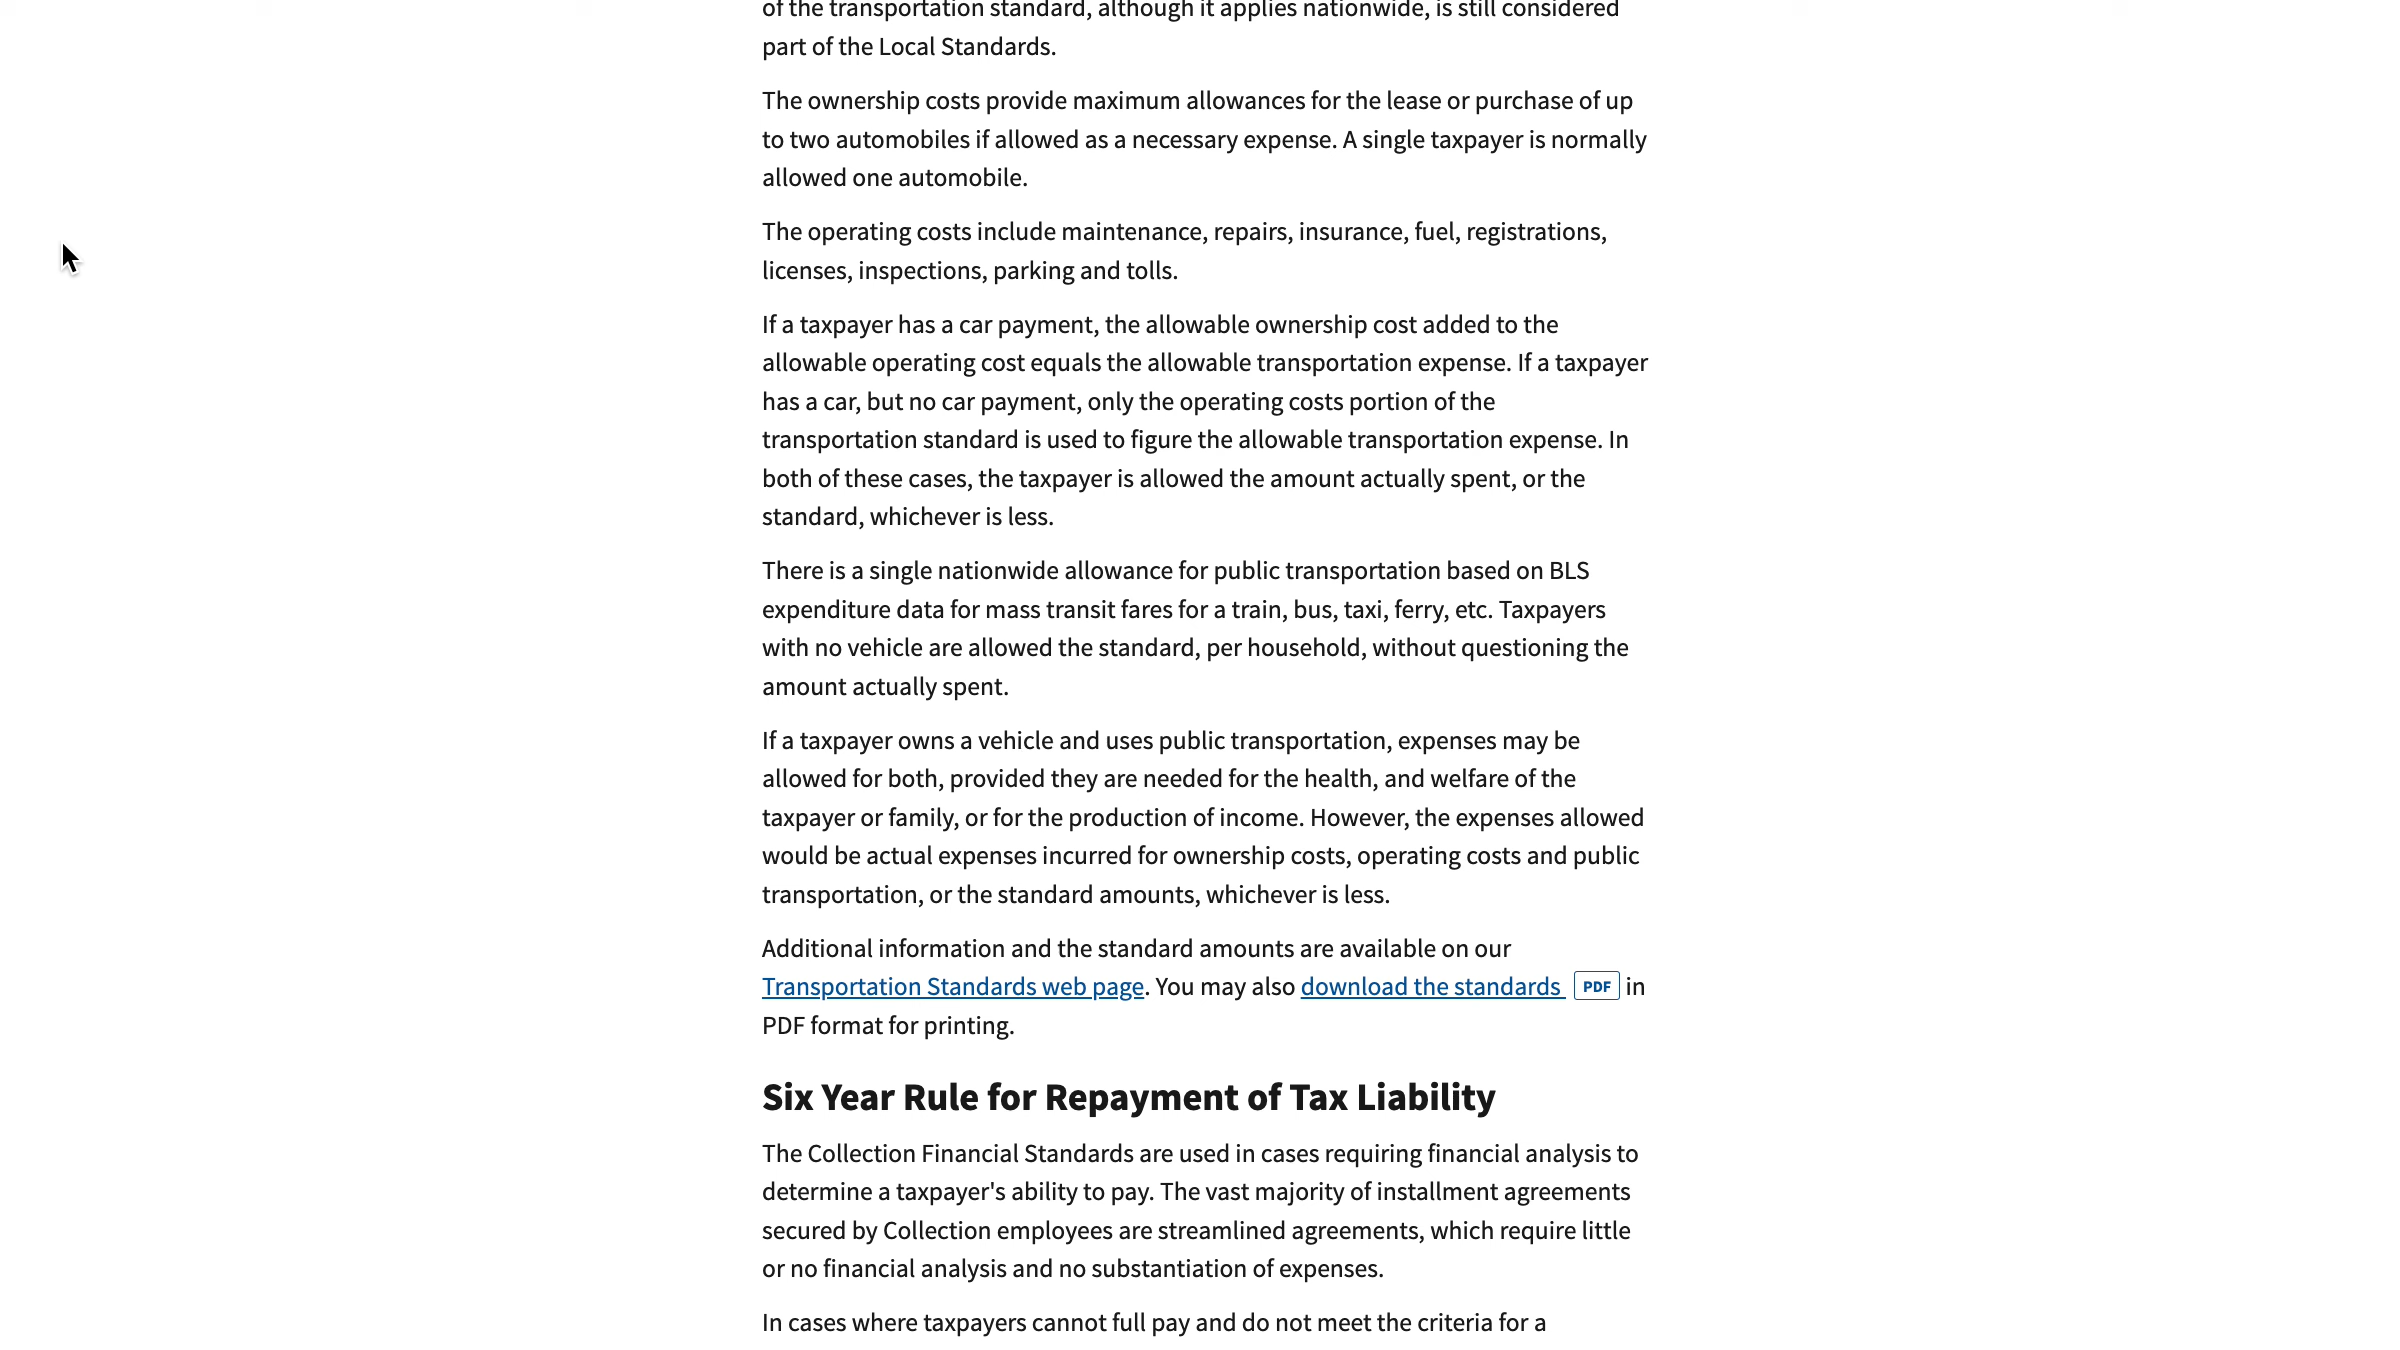 of the transportation standard, although it applies nationwide, is still considered
part of the Local Standards.
The ownership costs provide maximum allowances for the lease or purchase of up
to two automobiles if allowed as a necessary expense. A single taxpayer is normally
allowed one automobile.
The operating costs include maintenance, repairs, insurance, fuel, registrations,
licenses, inspections, parking and tolls.
If a taxpayer has a car payment, the allowable ownership cost added to the
allowable operating cost equals the allowable transportation expense. If a taxpayer
has a car, but no car payment, only the operating costs portion of the
transportation standard is used to figure the allowable transportation expense. In
both of these cases, the taxpayer is allowed the amount actually spent, or the
standard, whichever is less.
There is a single nationwide allowance for public transportation based on BLS
expenditure data for mass transit fares for a train, bus, taxi, ferry, etc. Taxpayers
with no vehicle are allowed the standard, per household, without questioning the
amount actually spent.
If a taxpayer owns a vehicle and uses public transportation, expenses may be
allowed for both, provided they are needed for the health, and welfare of the
taxpayer or family, or for the production of income. However, the expenses allowed
would be actual expenses incurred for ownership costs, operating costs and public
transportation, or the standard amounts, whichever is less.
Additional information and the standard amounts are available on our
Transportation Standards web page. You may also download the standards PDF in
PDF format for printing.
Six Year Rule for Repayment of Tax Liability
The Collection Financial Standards are used in cases requiring financial analysis to
determine a taxpayer's ability to pay. The vast majority of installment agreements
secured by Collection employees are streamlined agreements, which require little
or no financial analysis and no substantiation of expenses.
In cases where taxpayers cannot full pay and do not meet the criteria for a